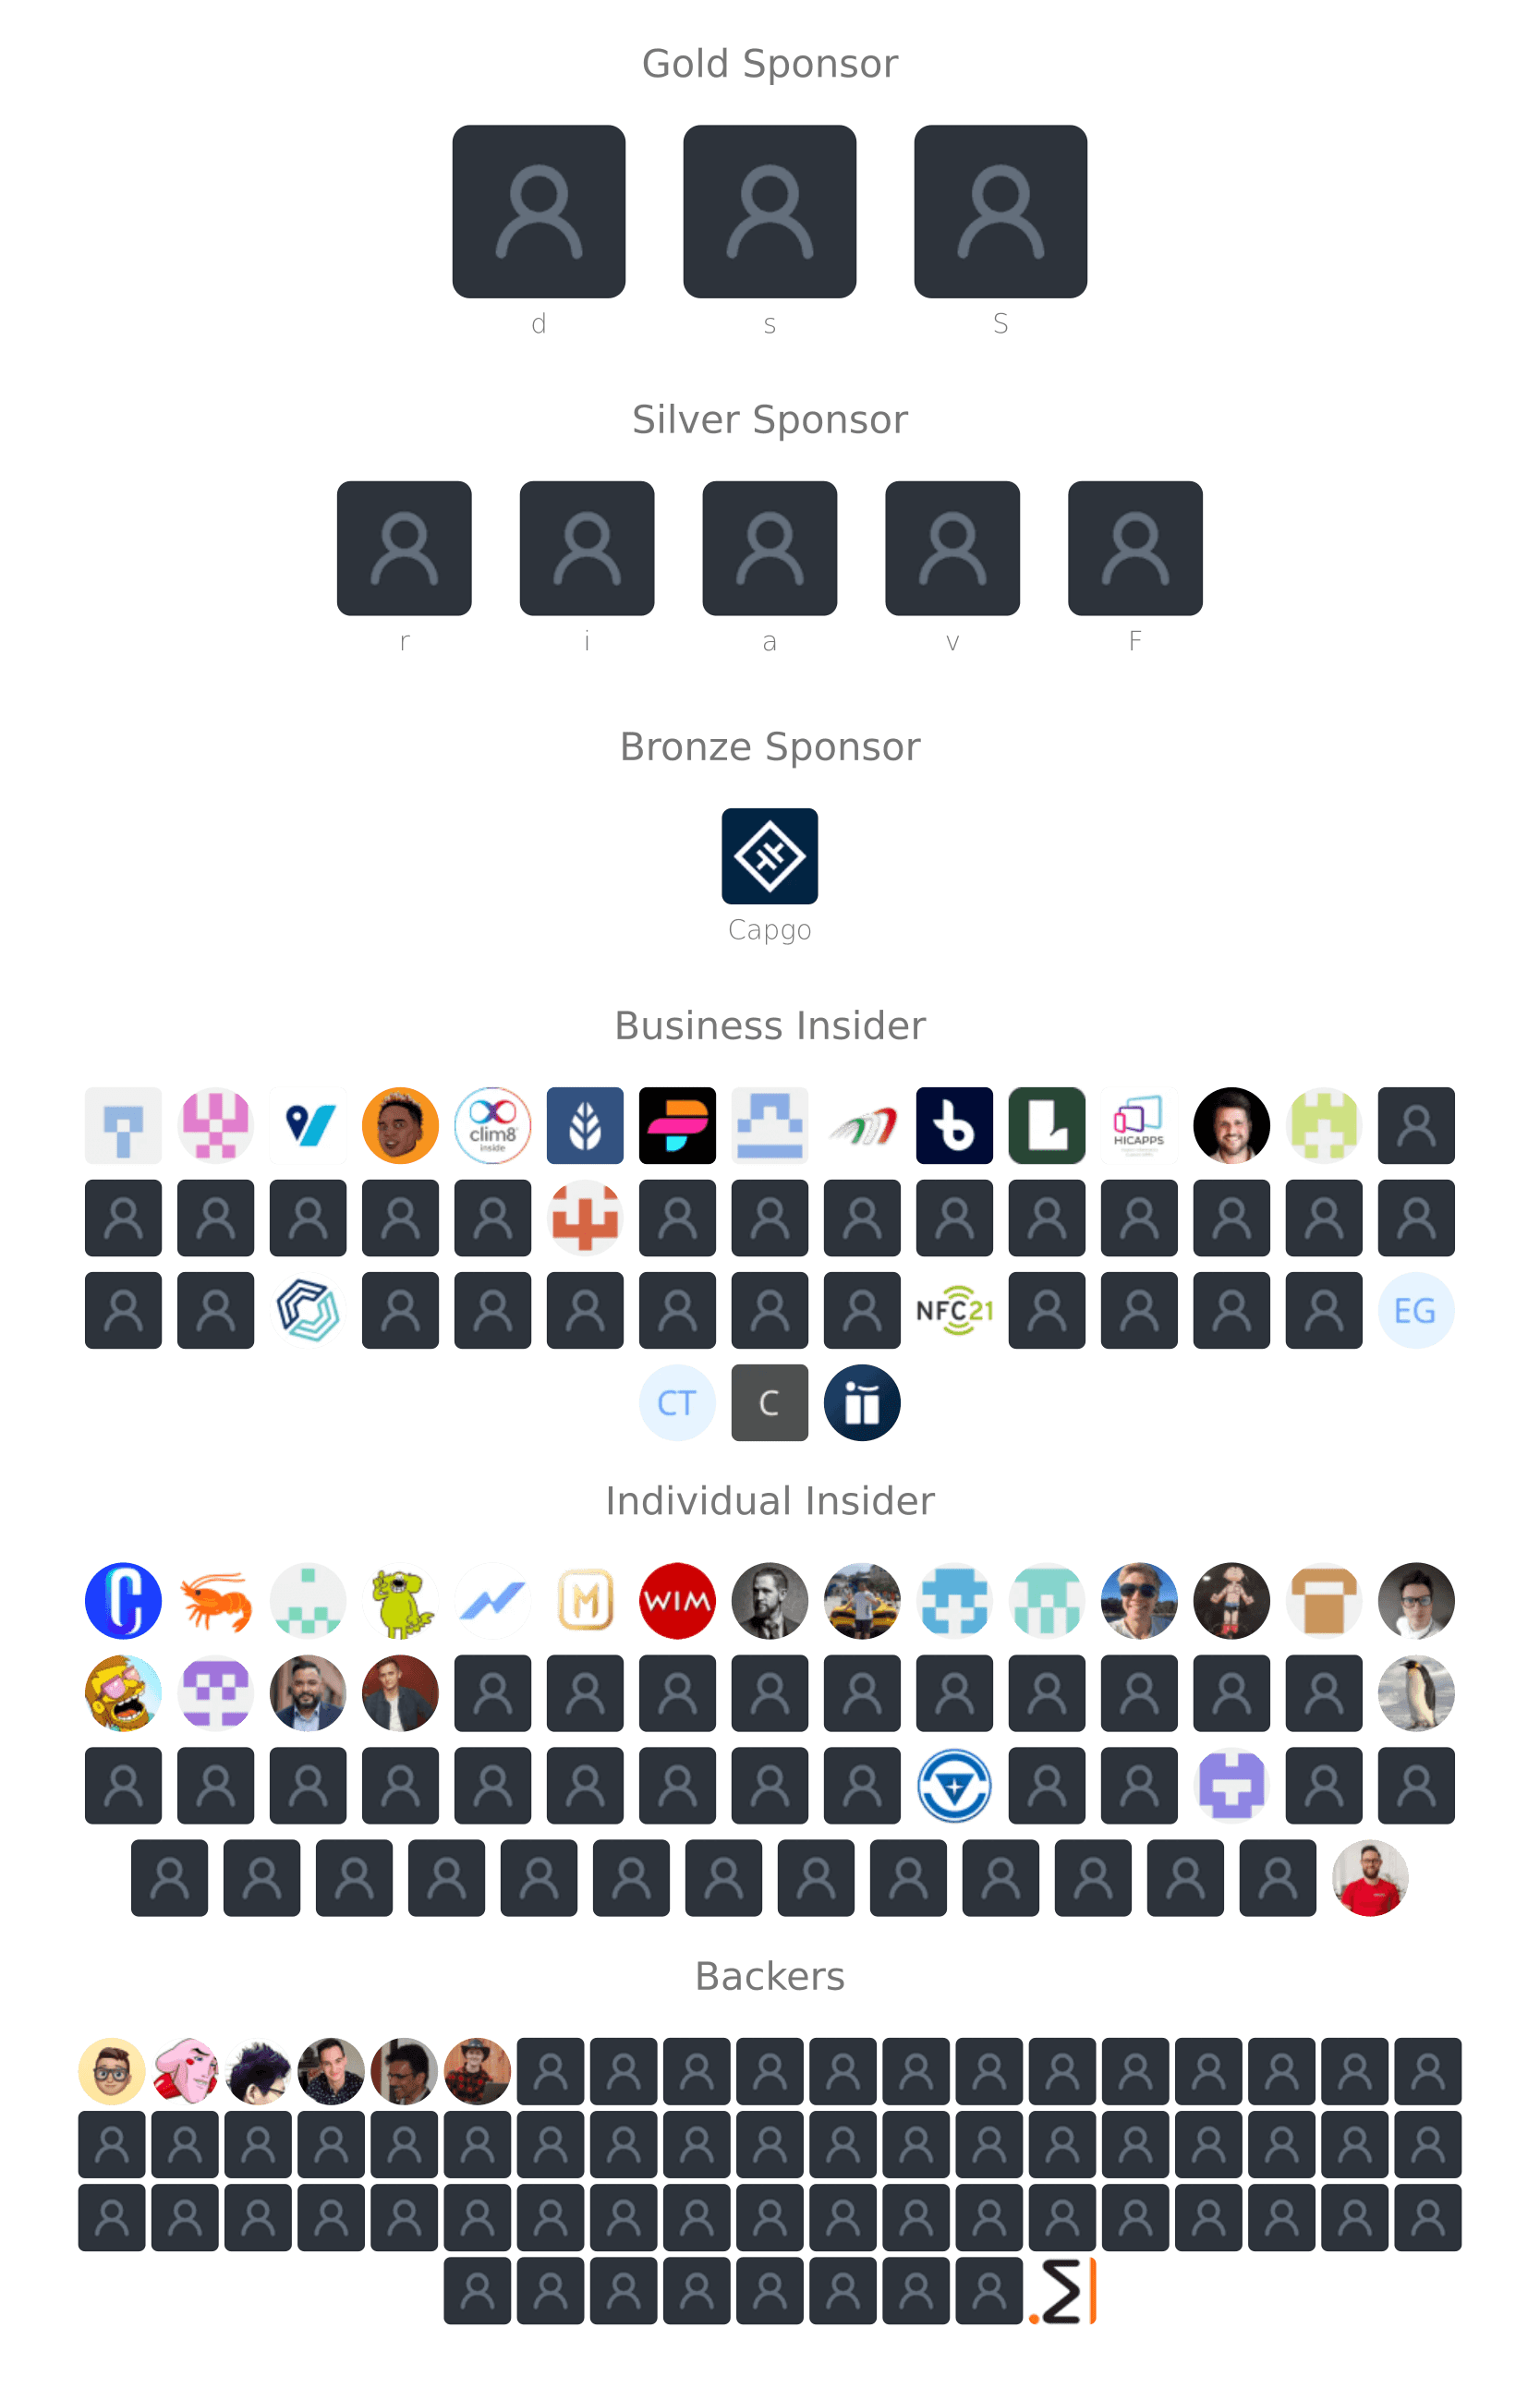 Gold Sponsor
d s S
Silver Sponsor
r i a v F
Bronze Sponsor
Capgo
Business Insider
clim8
inside
L
HICAPPS
NFC21
EG
CT C
Individual Insider
C
M
WIM
Backers